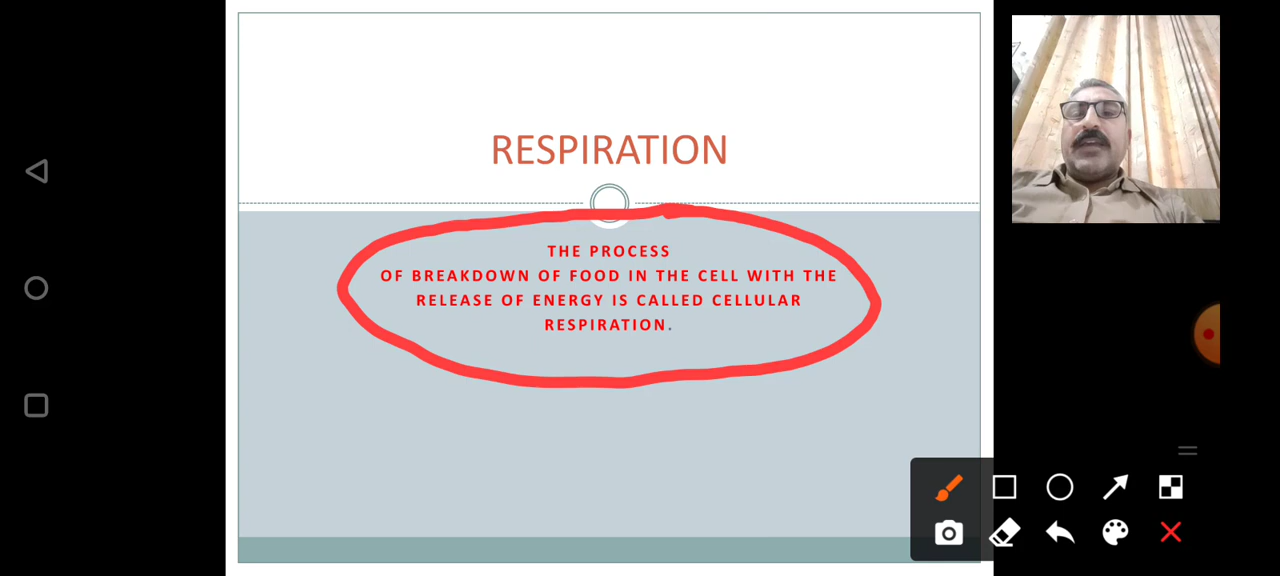 RESPIRATION
THE PROCESS
OF BREAKDOWN OF FOOD IN THE CELL WITH THE
RELEASE OF ENERGY IS CALLED CELLULAR
RESPIRATION.